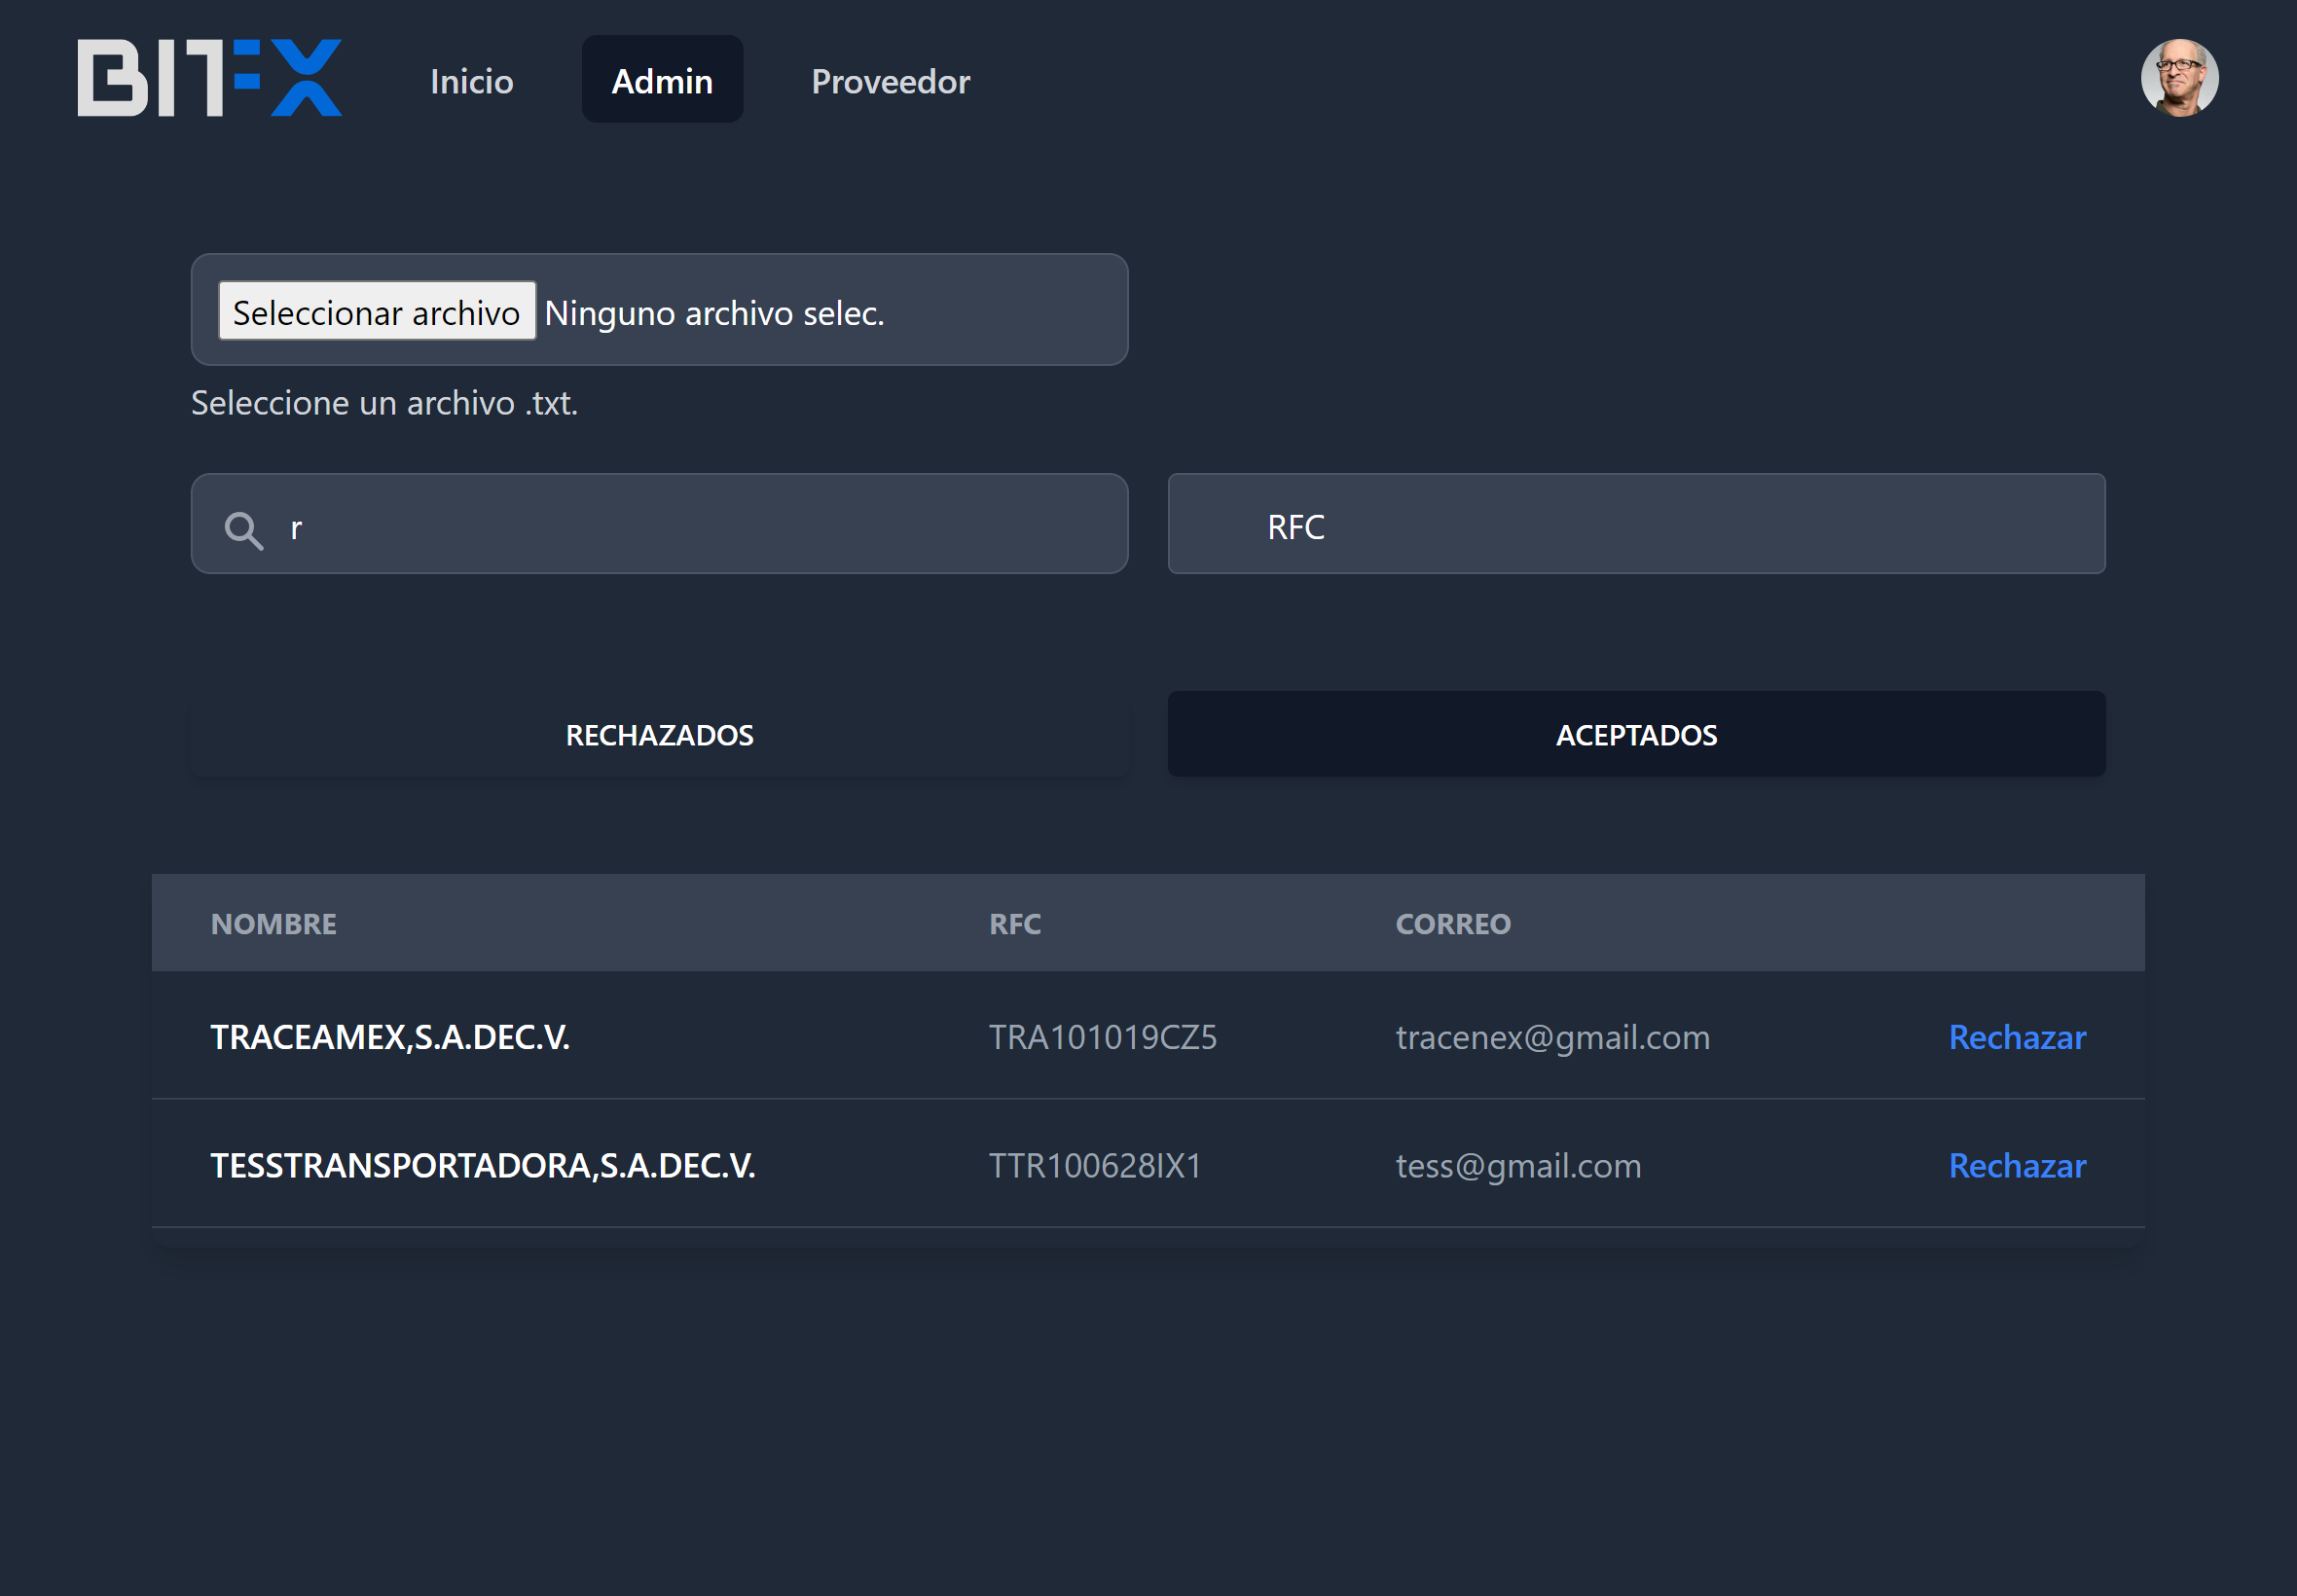 BITFX Inicio Admin Proveedor
Seleccionar archivo Ninguno archivo selec.
Seleccione un archivo .txt.
r RFC
RECHAZADOS ACEPTADOS
NOMBRE RFC CORREO
TRACEAMEX,S.A.DEC.V. TRA101019CZ5 tracenex@gmail.com Rechazar
TESSTRANSPORTADORA,S.A.DEC.V. TTR100628IX1 tess@gmail.com Rechazar